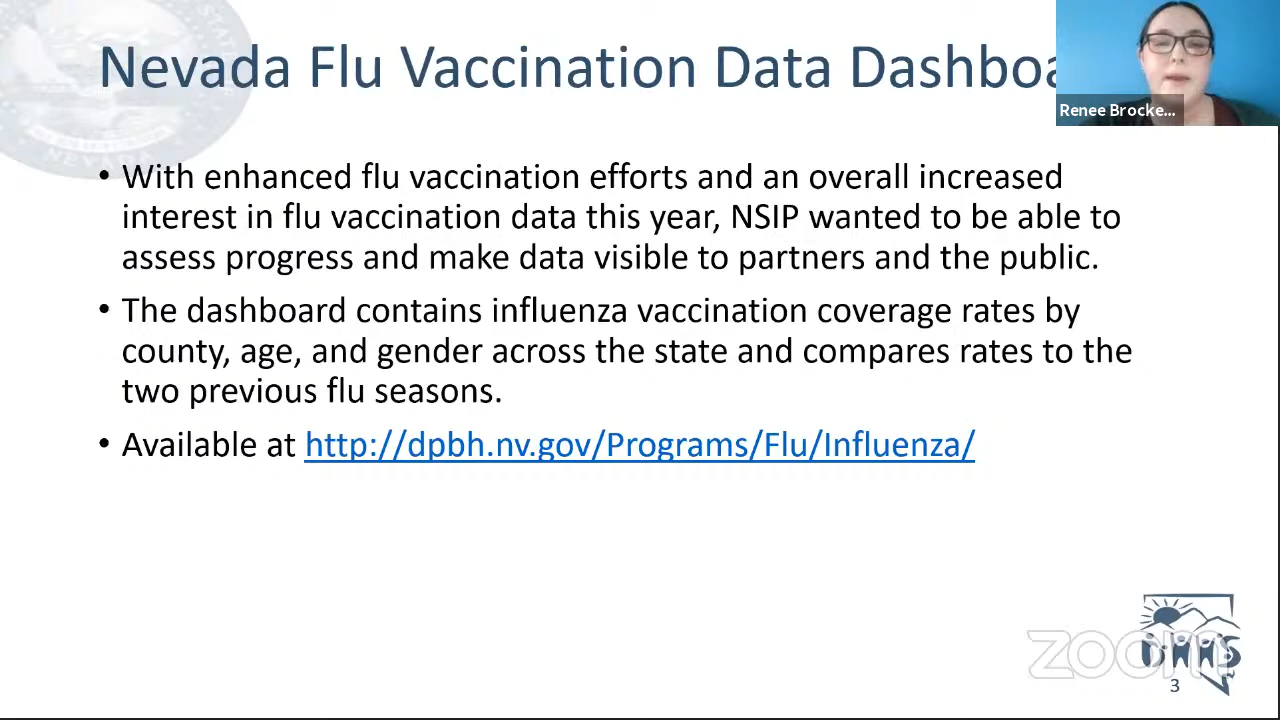 Nevada Flu Vaccination Data Dashboa
Renee Brocke...
NEVADA
• With enhanced flu vaccination efforts and an overall increased
interest in flu vaccination data this year, NSIP wanted to be able to
assess progress and make data visible to partners and the public.
• The dashboard contains influenza vaccination coverage rates by
county, age, and gender across the state and compares rates to the
two previous flu seasons.
• Available at http://dpbh.nv.gov/Programs/Flu/Influenza/
zoom
DHHS
3